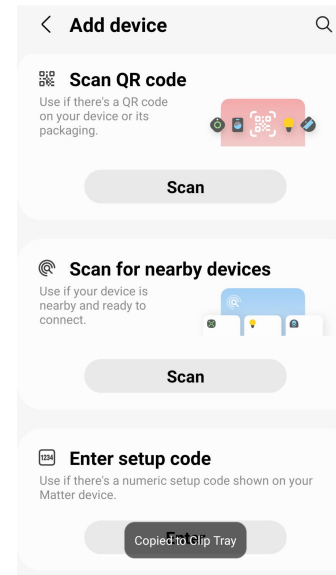 Add device
Scan QR code
Use if there's a QR code
on your device or its
packaging.
Scan
Scan for nearby devices
Use if your device is
nearby and ready to
connect.
Scan
1234
Enter setup code
Use if there's a numeric setup code shown on your
Matter device.
Copied to Clip Tray